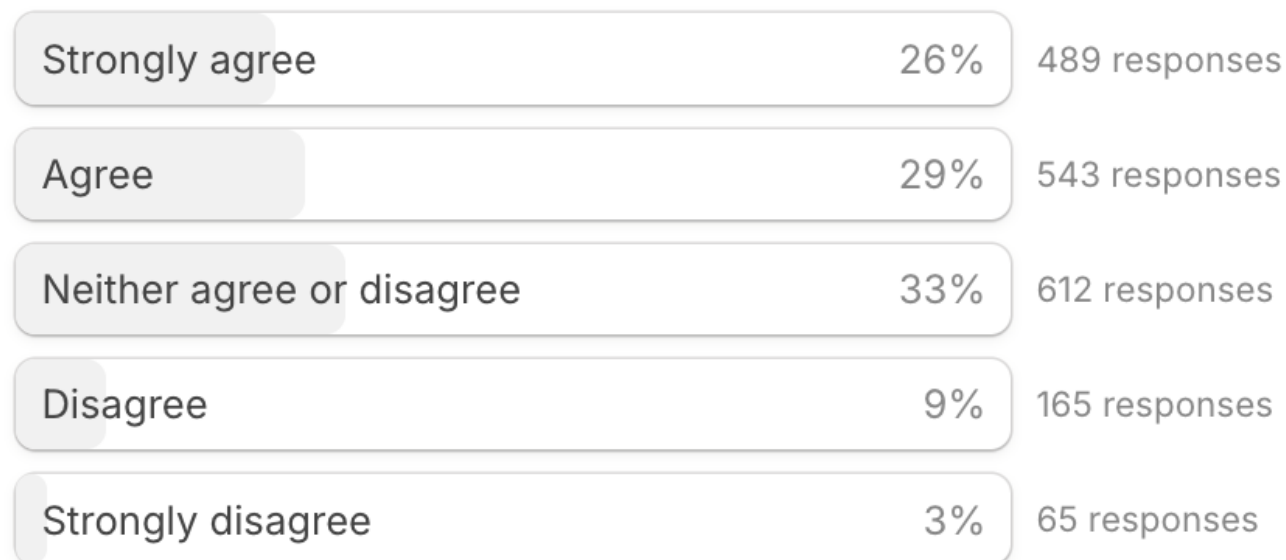 Strongly agree 26% 489 responses
Agree 29% 543 responses
Neither agree or disagree 33% 612 responses
Disagree 9% 165 responses
Strongly disagree 3% 65 responses